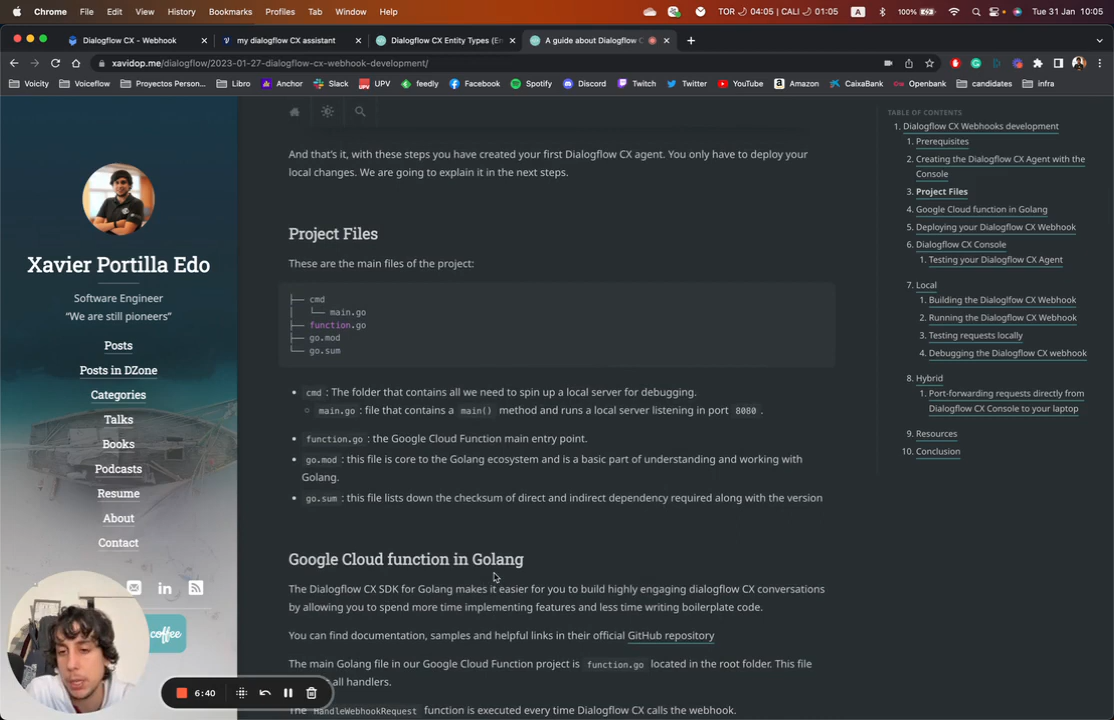 Chrome File Edit View History Bookmarks Profiles Tab Window Help
TOR 04:05 | CALI 01:05 A 100% Tue 31 Jan 10:05
Dialogflow CX - Webhook
my dialogflow CX assistant
Dialogflow CX Entity Types (En
A guide about Dialogflow C
xavidop.me/dialogflow/2023-01-27-dialogflow-cx-webhook-development/
Voicity Voiceflow Proyectos Person... Libro Anchor Slack UPV feedly Facebook Spotify Discord Twitch Twitter YouTube Amazon CaixaBank Openbank candidates infra
Xavier Portilla Edo
Software Engineer
“We are still pioneers”
Posts
Posts in DZone
Categories
Talks
Books
Podcasts
Resume
About
Contact
coffee
6:40
And that’s it, with these steps you have created your first Dialogflow CX agent. You only have to deploy your
local changes. We are going to explain it in the next steps.
Project Files
These are the main files of the project:
├── cmd
│ └── main.go
├── function.go
├── go.mod
└── go.sum
cmd : The folder that contains all we need to spin up a local server for debugging.
main.go : file that contains a main() method and runs a local server listening in port 8080 .
function.go : the Google Cloud Function main entry point.
go.mod : this file is core to the Golang ecosystem and is a basic part of understanding and working with
Golang.
go.sum : this file lists down the checksum of direct and indirect dependency required along with the version
Google Cloud function in Golang
The Dialogflow CX SDK for Golang makes it easier for you to build highly engaging dialogflow CX conversations
by allowing you to spend more time implementing features and less time writing boilerplate code.
You can find documentation, samples and helpful links in their official GitHub repository
The main Golang file in our Google Cloud Function project is function.go located in the root folder. This file
all handlers.
The HandleWebhookRequest function is executed every time Dialogflow CX calls the webhook.
TABLE OF CONTENTS
1. Dialogflow CX Webhooks development
1. Prerequisites
2. Creating the Dialogflow CX Agent with the
Console
3. Project Files
4. Google Cloud function in Golang
5. Deploying your Dialogflow CX Webhook
6. Dialogflow CX Console
1. Testing your Dialogflow CX Agent
7. Local
1. Building the Dialoglfow CX Webhook
2. Running the Dialogflow CX Webhook
3. Testing requests locally
4. Debugging the Dialogflow CX webhook
8. Hybrid
1. Port-forwarding requests directly from
Dialogflow CX Console to your laptop
9. Resources
10. Conclusion